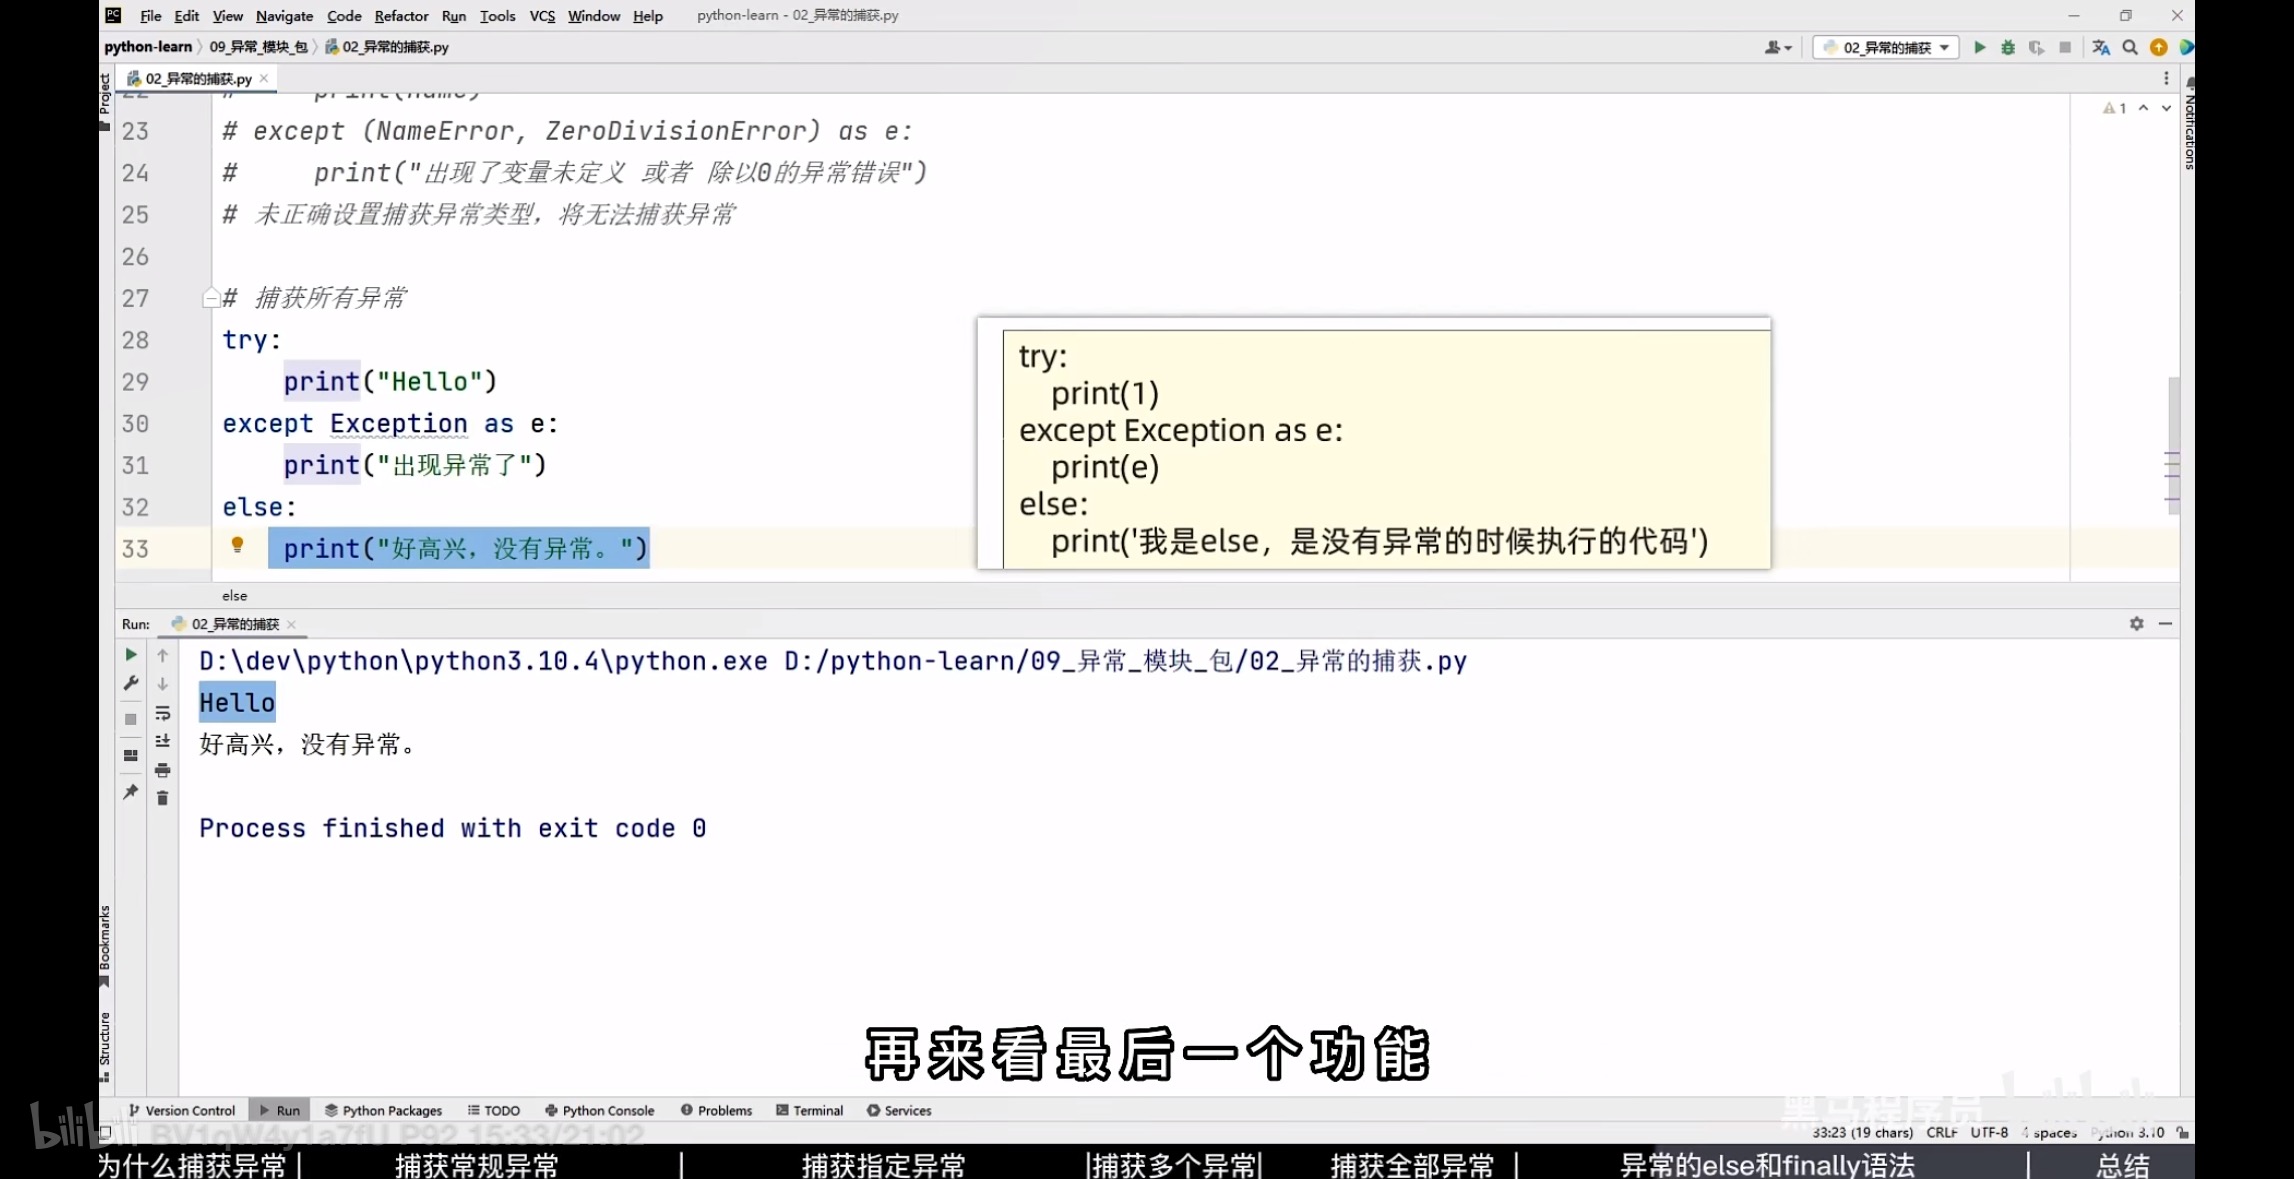 File Edit View Navigate Code Refactor Run Tools VCS Window Help python-learn - 02_异常的捕获.py
python-learn 09_异常_模块_包 02_异常的捕获.py 02_异常的捕获
Project 02_异常的捕获.py
Notifications
22 # print(name)
1
23 # except (NameError, ZeroDivisionError) as e:
24 # print("出现了变量未定义 或者 除以0的异常错误")
25 # 未正确设置捕获异常类型，将无法捕获异常
26
27 # 捕获所有异常
28 try:
29 print("Hello")
30 except Exception as e:
31 print("出现异常了")
32 else:
33 print("好高兴，没有异常。")
try:
print(1)
except Exception as e:
print(e)
else:
print('我是else，是没有异常的时候执行的代码')
else
Run: 02_异常的捕获
D:\dev\python\python3.10.4\python.exe D:/python-learn/09_异常_模块_包/02_异常的捕获.py
Hello
好高兴，没有异常。
Process finished with exit code 0
Bookmarks
Structure
再来看最后一个功能
Version Control Run Python Packages TODO Python Console Problems Terminal Services
bilibili BV1qW4y1a7fU P92 15:33/21:02
黑马程序员 bilibili
33:23 (19 chars) CRLF UTF-8 4 spaces Python 3.10
为什么捕获异常 | 捕获常规异常 | 捕获指定异常 |捕获多个异常| 捕获全部异常 | 异常的else和finally语法 | 总结